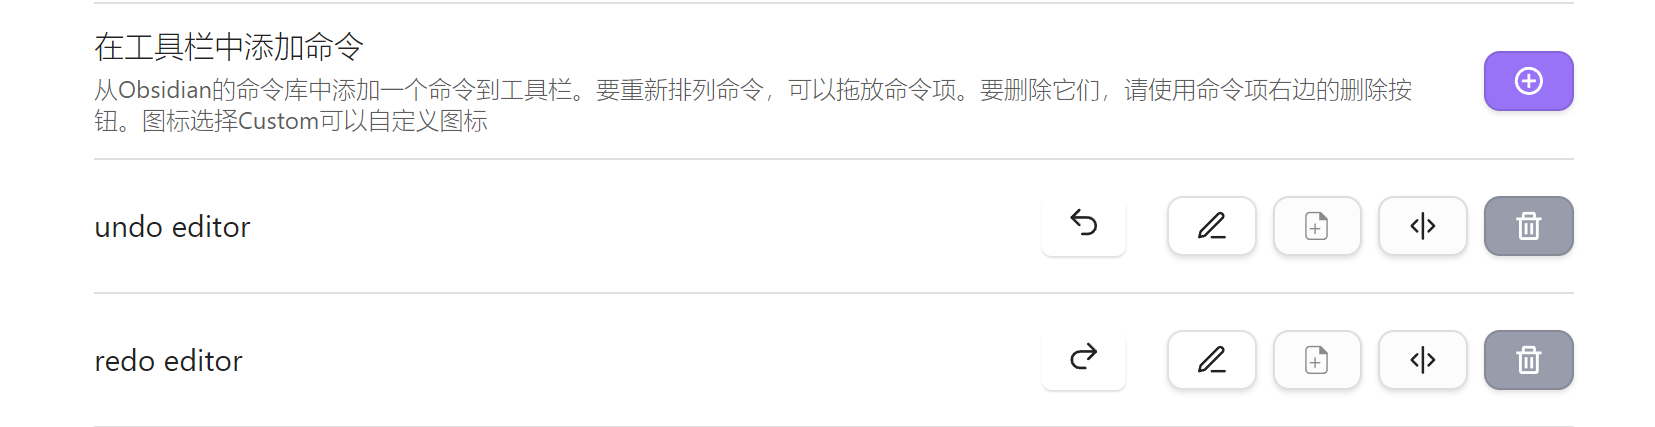 在工具栏中添加命令
从Obsidian的命令库中添加一个命令到工具栏。要重新排列命令，可以拖放命令项。要删除它们，请使用命令项右边的删除按
钮。图标选择Custom可以自定义图标
undo editor
redo editor